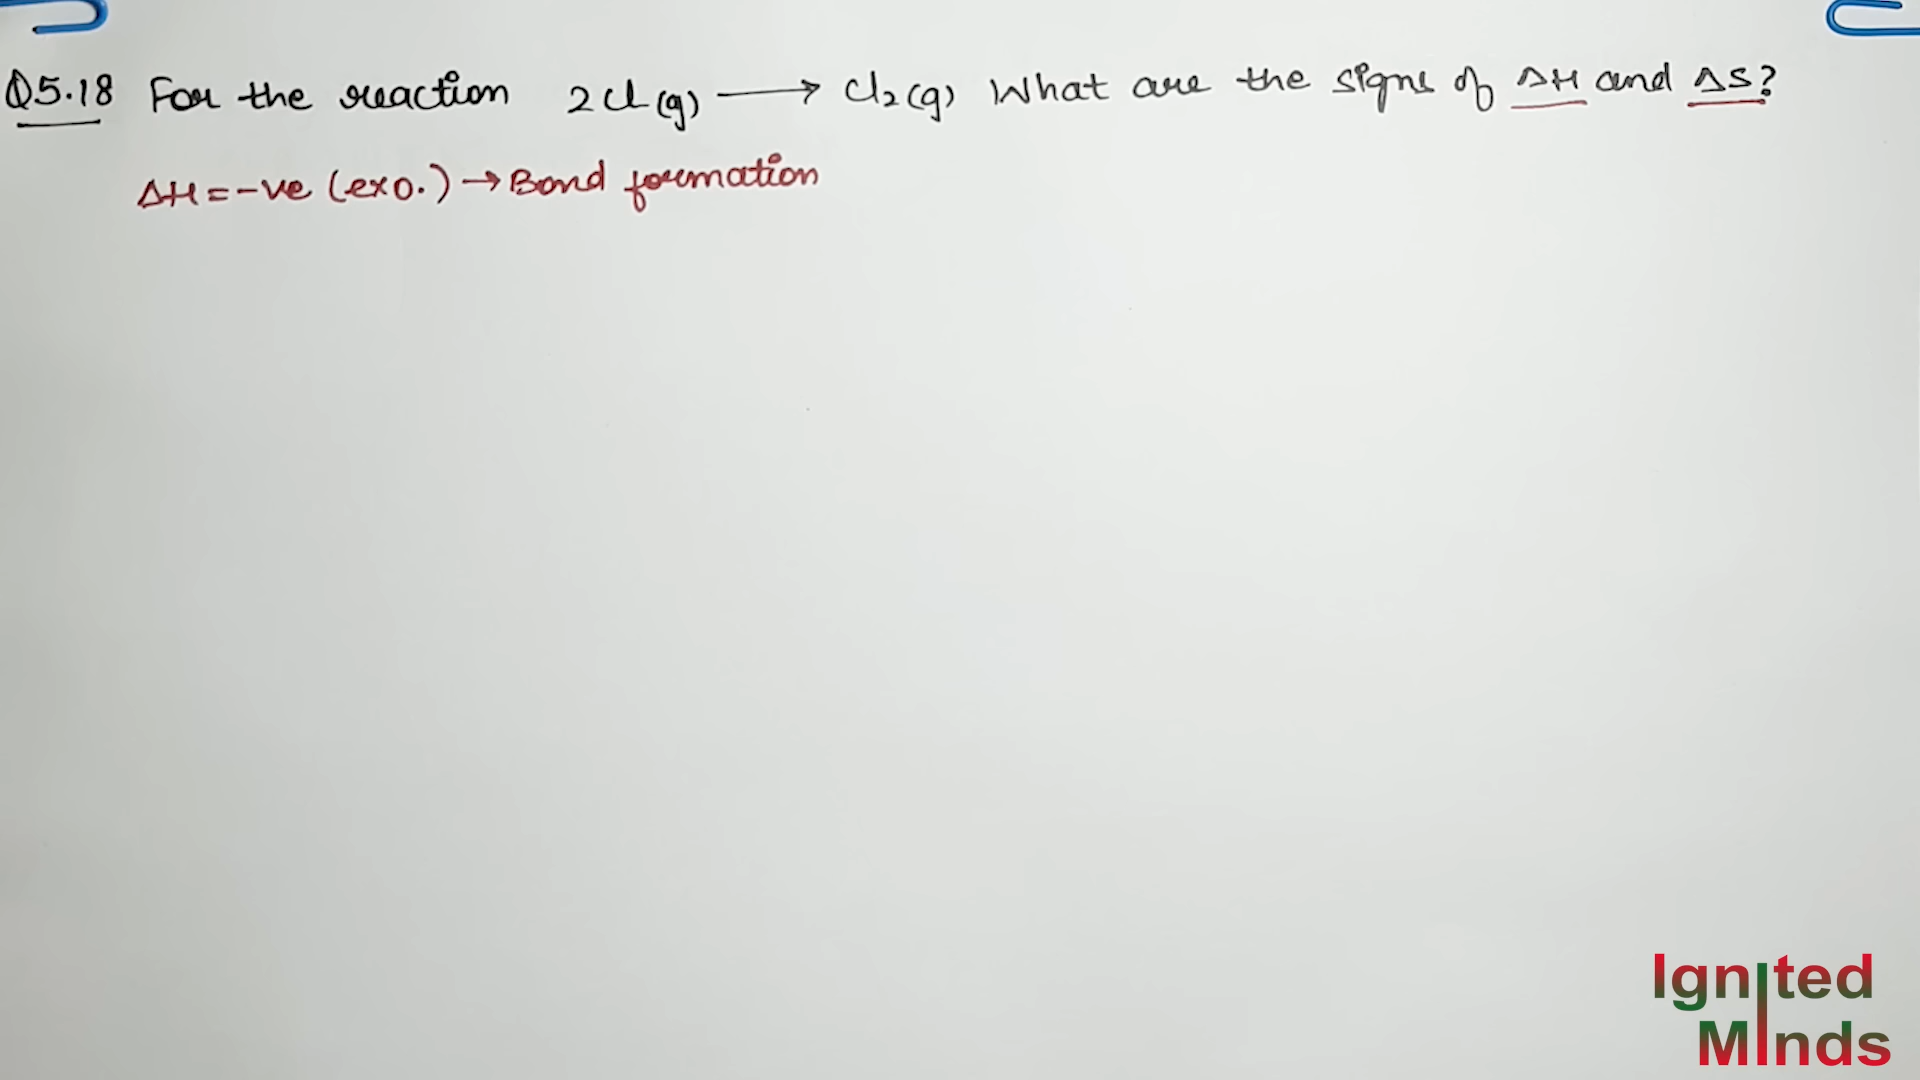 Q5.18 For the reaction 2Cl(g) ⟶ Cl₂(g) What are the signs of ΔH and ΔS?
ΔH = -ve (exo.) → Bond formation
Ignited
Minds